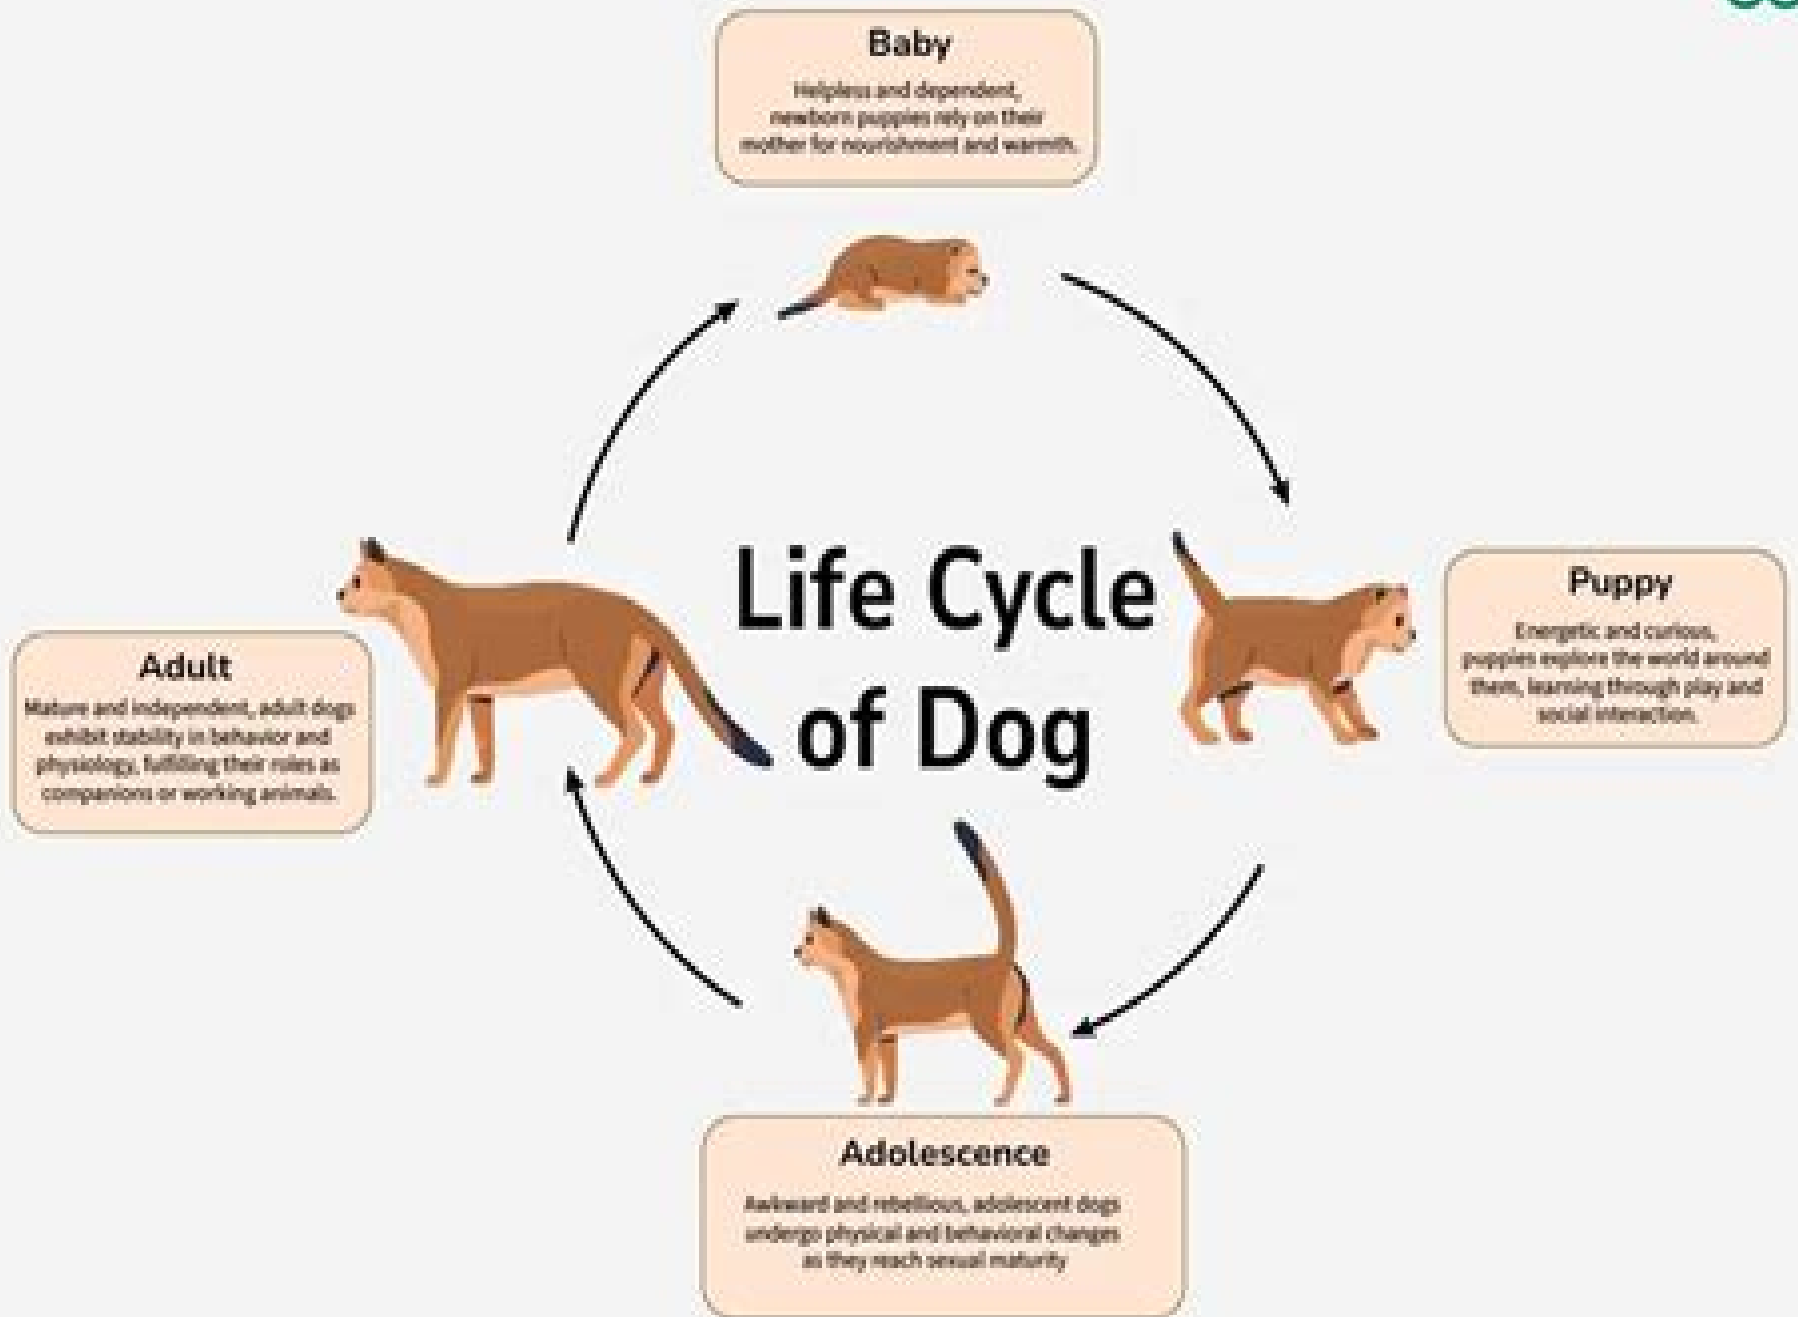 Baby
Helpless and dependent,
newborn puppies rely on their
mother for nourishment and warmth.
Life Cycle
of Dog
Puppy
Energetic and curious,
puppies explore the world around
them, learning through play and
social interaction.
Adult
Mature and independent, adult dogs
exhibit stability in behavior and
physiology, fulfilling their roles as
companions or working animals.
Adolescence
Awkward and rebellious, adolescent dogs
undergo physical and behavioral changes
as they reach sexual maturity